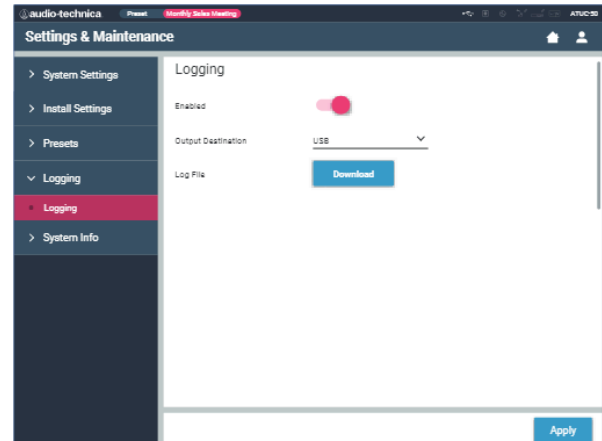 audio-technica Preset Monthly Sales Meeting ATUC-50
Settings & Maintenance
System Settings
Install Settings
Presets
Logging
Logging
System Info
Logging
Enabled
Output Destination USB
Log File Download
Apply